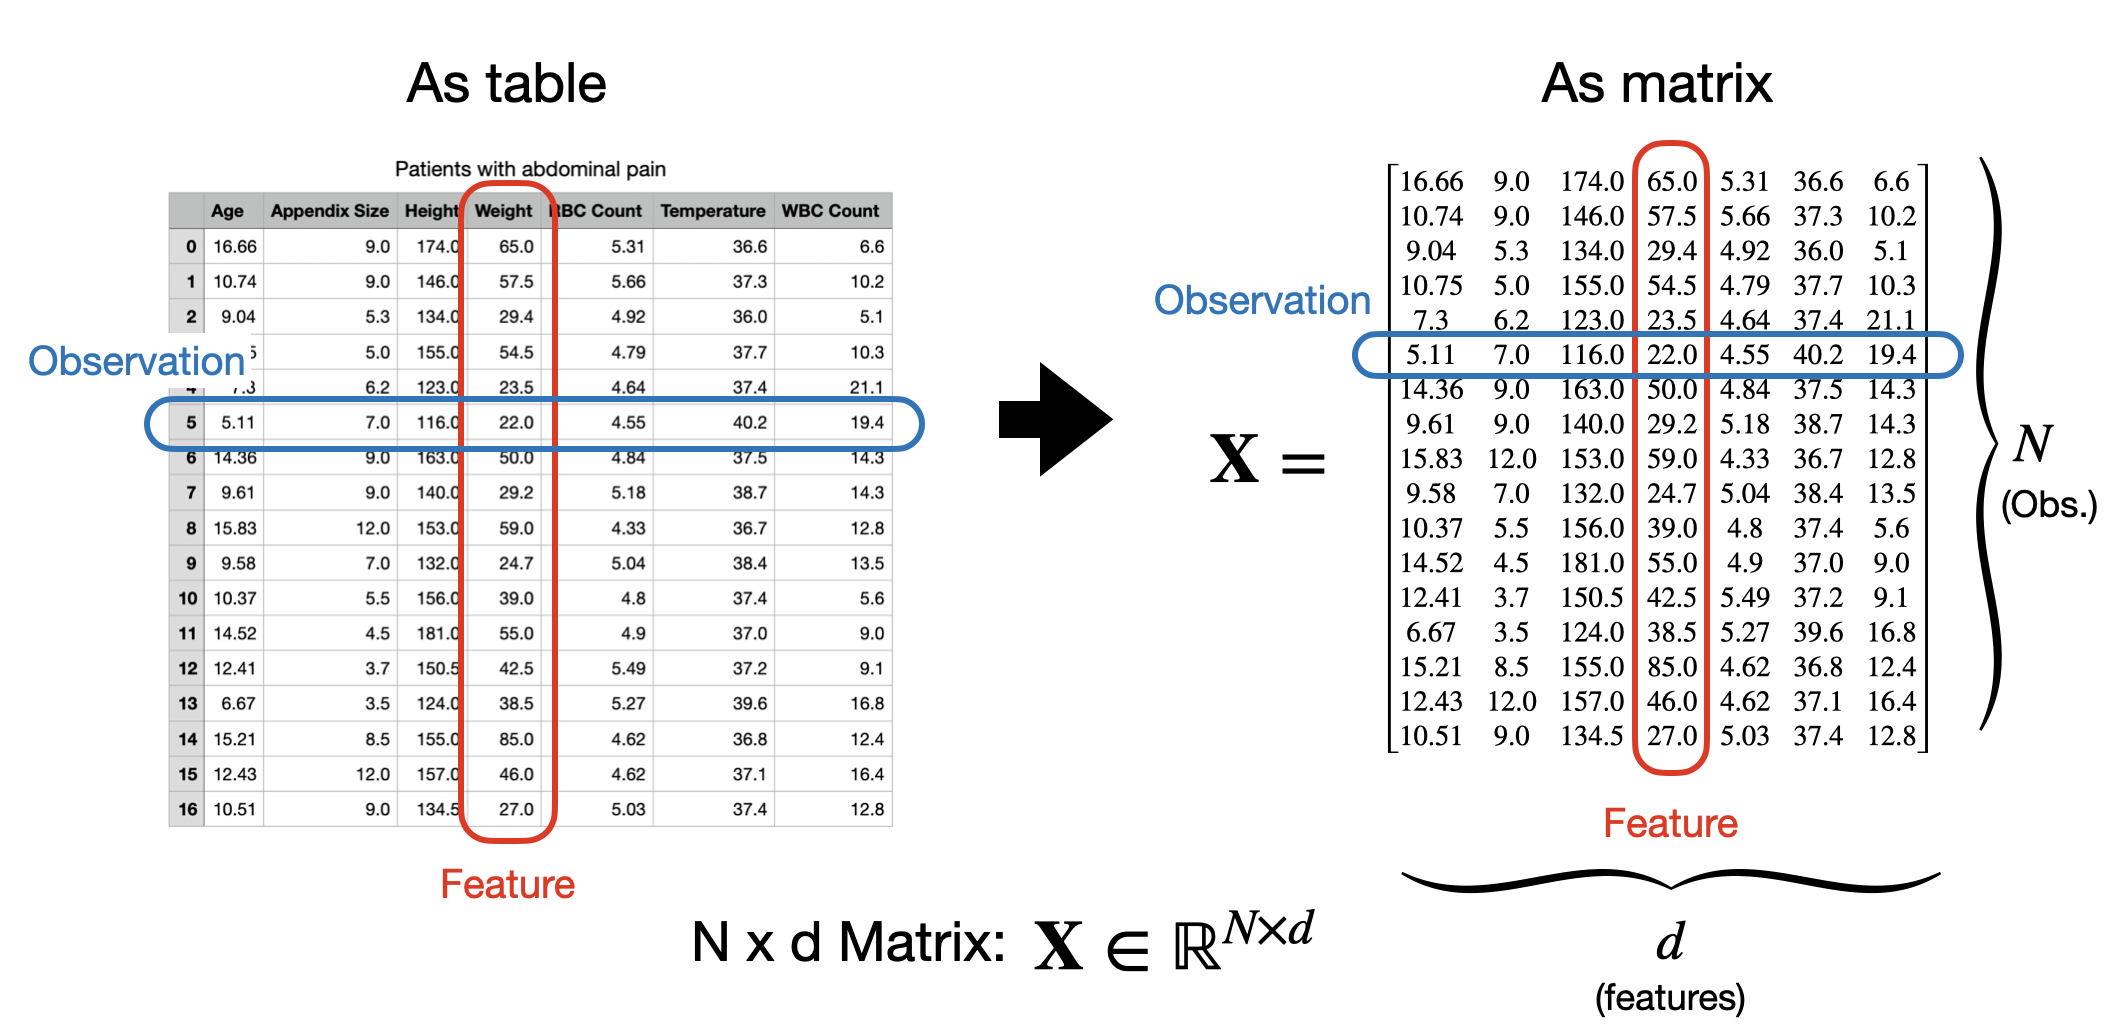 As table
As matrix
Patients with abdominal pain
Age Appendix Size Height Weight RBC Count Temperature WBC Count
0 16.66 9.0 174.0 65.0 5.31 36.6 6.6
1 10.74 9.0 146.0 57.5 5.66 37.3 10.2
2 9.04 5.3 134.0 29.4 4.92 36.0 5.1
Observation
5 5.0 155.0 54.5 4.79 37.7 10.3
4 7.3 6.2 123.0 23.5 4.64 37.4 21.1
5 5.11 7.0 116.0 22.0 4.55 40.2 19.4
6 14.36 9.0 163.0 50.0 4.84 37.5 14.3
7 9.61 9.0 140.0 29.2 5.18 38.7 14.3
8 15.83 12.0 153.0 59.0 4.33 36.7 12.8
9 9.58 7.0 132.0 24.7 5.04 38.4 13.5
10 10.37 5.5 156.0 39.0 4.8 37.4 5.6
11 14.52 4.5 181.0 55.0 4.9 37.0 9.0
12 12.41 3.7 150.5 42.5 5.49 37.2 9.1
13 6.67 3.5 124.0 38.5 5.27 39.6 16.8
14 15.21 8.5 155.0 85.0 4.62 36.8 12.4
15 12.43 12.0 157.0 46.0 4.62 37.1 16.4
16 10.51 9.0 134.5 27.0 5.03 37.4 12.8
Feature
Observation
X =
16.66 9.0 174.0 65.0 5.31 36.6 6.6
10.74 9.0 146.0 57.5 5.66 37.3 10.2
9.04 5.3 134.0 29.4 4.92 36.0 5.1
10.75 5.0 155.0 54.5 4.79 37.7 10.3
7.3 6.2 123.0 23.5 4.64 37.4 21.1
5.11 7.0 116.0 22.0 4.55 40.2 19.4
14.36 9.0 163.0 50.0 4.84 37.5 14.3
9.61 9.0 140.0 29.2 5.18 38.7 14.3
15.83 12.0 153.0 59.0 4.33 36.7 12.8
9.58 7.0 132.0 24.7 5.04 38.4 13.5
10.37 5.5 156.0 39.0 4.8 37.4 5.6
14.52 4.5 181.0 55.0 4.9 37.0 9.0
12.41 3.7 150.5 42.5 5.49 37.2 9.1
6.67 3.5 124.0 38.5 5.27 39.6 16.8
15.21 8.5 155.0 85.0 4.62 36.8 12.4
12.43 12.0 157.0 46.0 4.62 37.1 16.4
10.51 9.0 134.5 27.0 5.03 37.4 12.8
N
(Obs.)
Feature
d
(features)
N x d Matrix: X ∈ ℝ^{N×d}